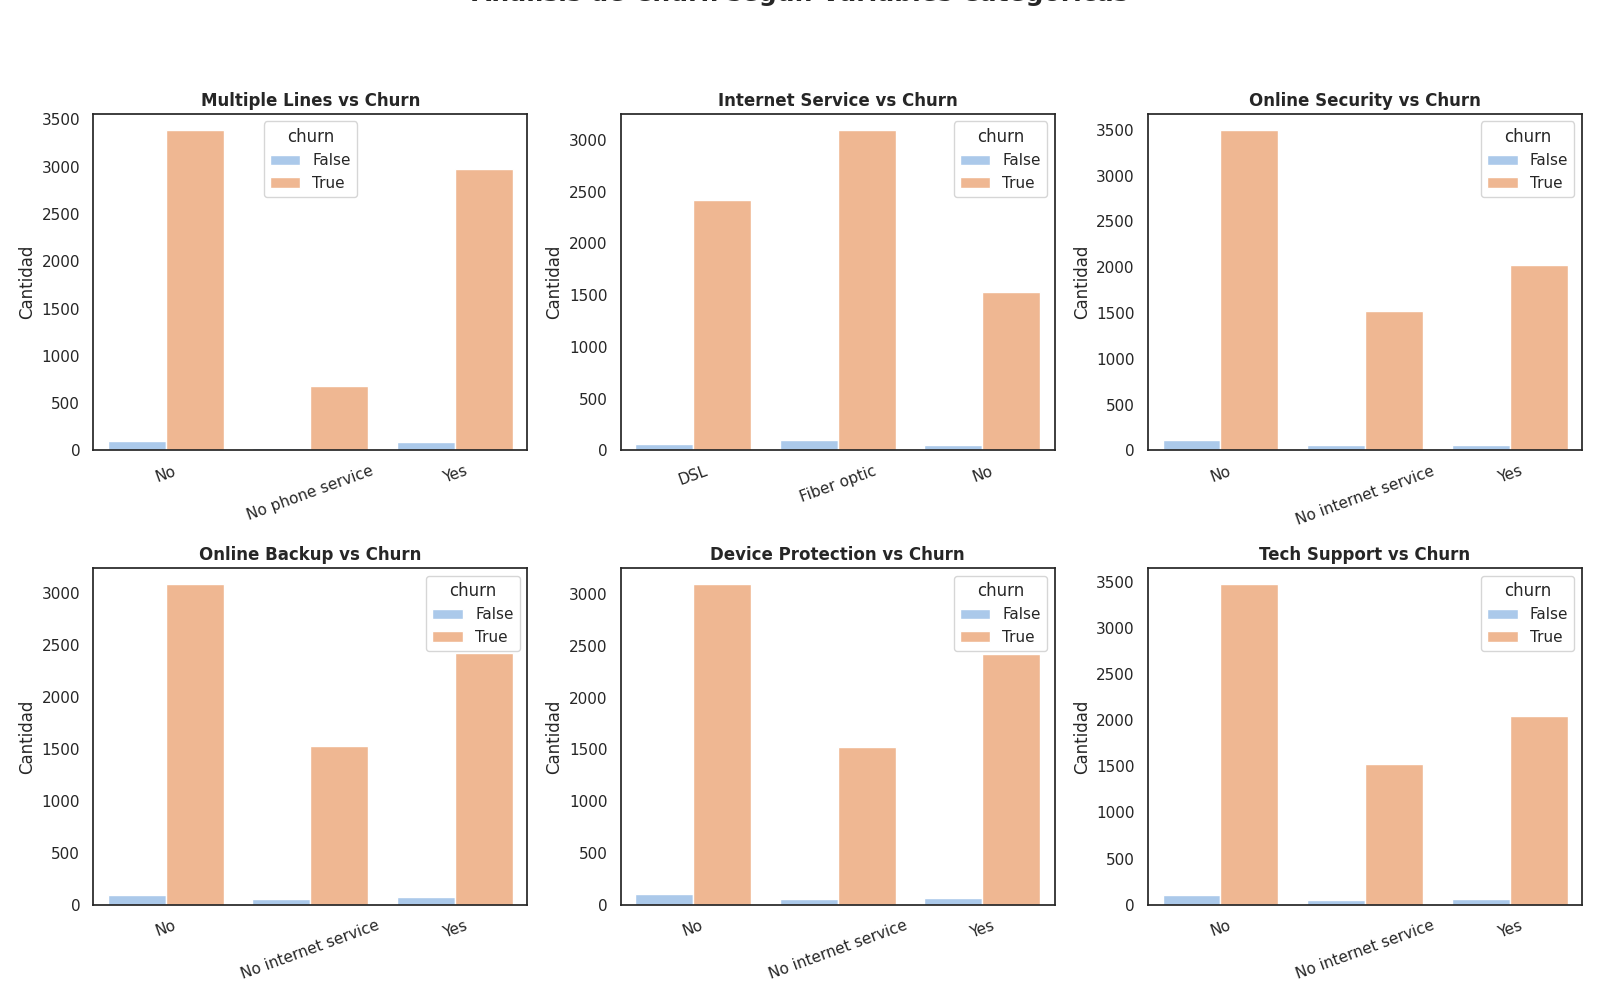 Análisis de Churn según Variables Categóricas
Multiple Lines vs Churn
Cantidad
3500
3000
2500
2000
1500
1000
500
0
No
No phone service
Yes
churn
False
True
Internet Service vs Churn
Cantidad
3000
2500
2000
1500
1000
500
0
DSL
Fiber optic
No
churn
False
True
Online Security vs Churn
Cantidad
3500
3000
2500
2000
1500
1000
500
0
No
No internet service
Yes
churn
False
True
Online Backup vs Churn
Cantidad
3000
2500
2000
1500
1000
500
0
No
No internet service
Yes
churn
False
True
Device Protection vs Churn
Cantidad
3000
2500
2000
1500
1000
500
0
No
No internet service
Yes
churn
False
True
Tech Support vs Churn
Cantidad
3500
3000
2500
2000
1500
1000
500
0
No
No internet service
Yes
churn
False
True